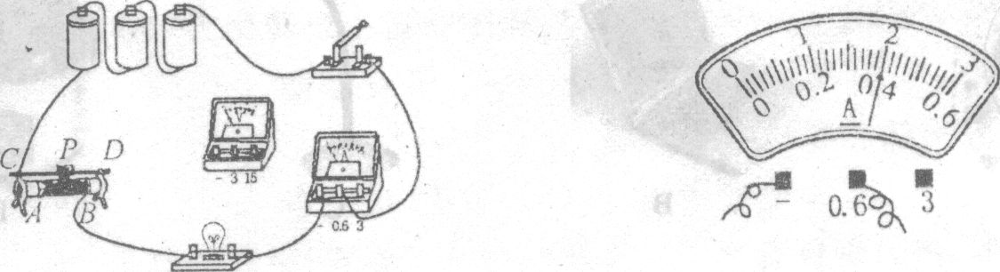 C P D
A B
- 3 15
A
- 0.6 3
0 1 2 3
0 0.2 0.4 0.6
A
- 0.6 3
B